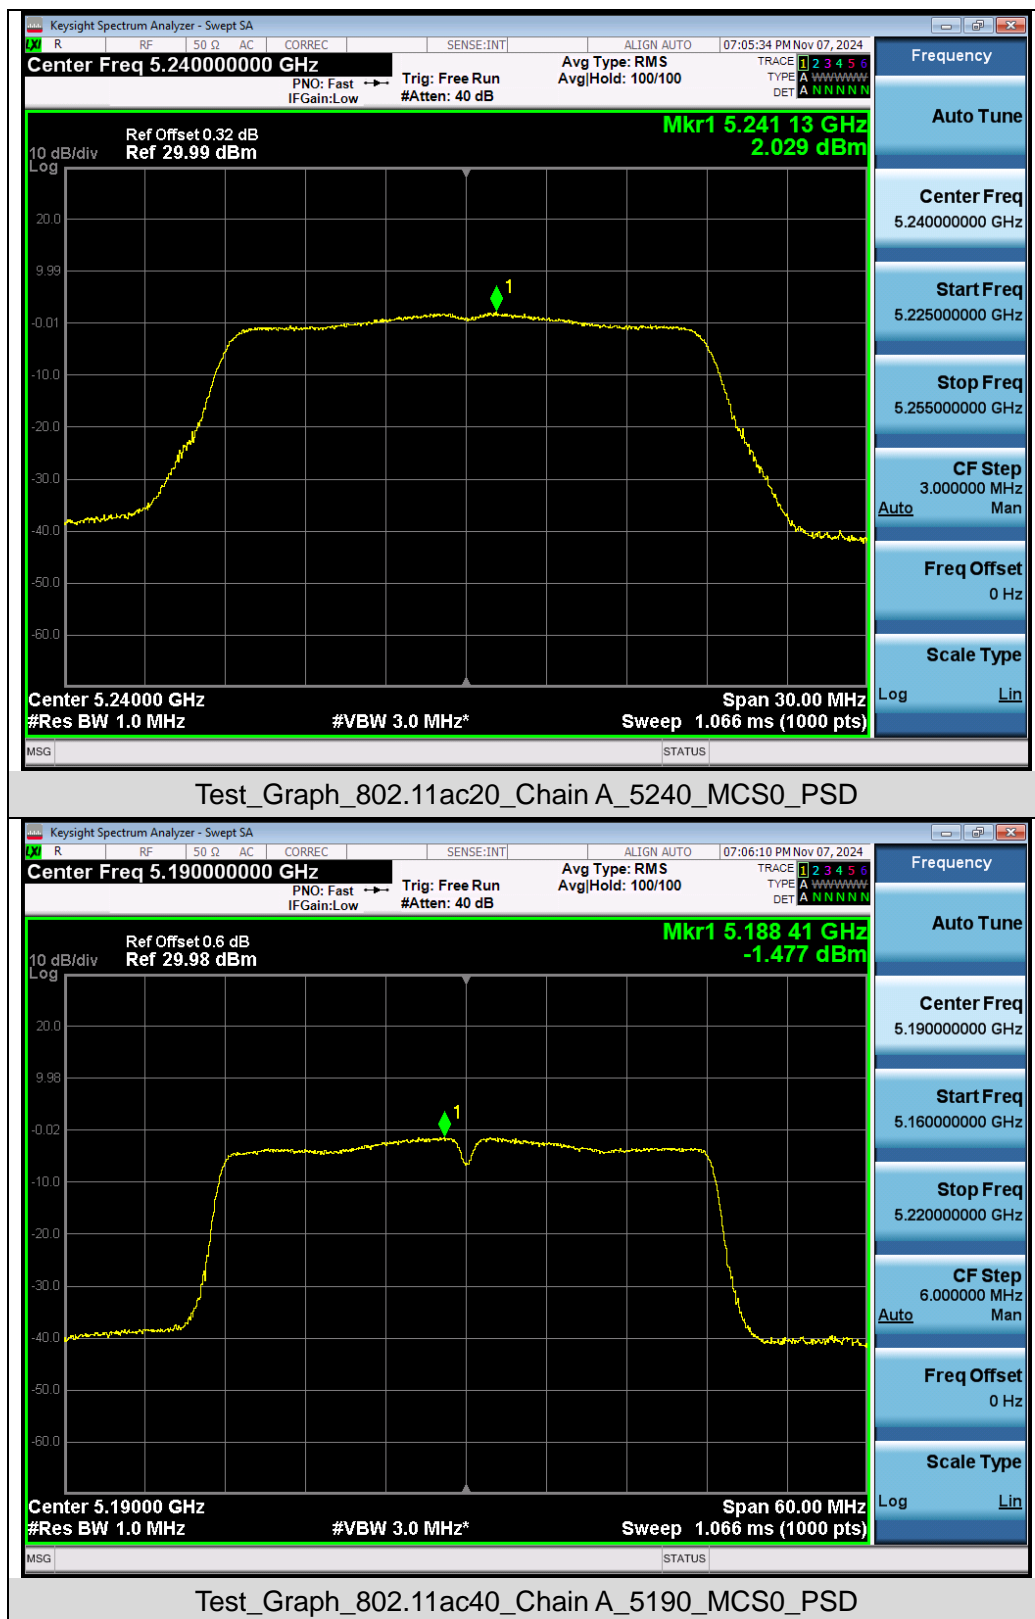 Keysight Spectrum Analyzer - Swept SA
LXI R RF 50 Ω AC CORREC SENSE:INT ALIGN AUTO 07:05:34 PM Nov 07, 2024
Center Freq 5.240000000 GHz
PNO: Fast
IFGain:Low
Trig: Free Run
#Atten: 40 dB
Avg Type: RMS
Avg|Hold: 100/100
TRACE 1 2 3 4 5 6
TYPE A WWWWW
DET A N N N N N
Frequency
Auto Tune
Center Freq
5.240000000 GHz
Start Freq
5.225000000 GHz
Stop Freq
5.255000000 GHz
CF Step
3.000000 MHz
Auto Man
Freq Offset
0 Hz
Scale Type
Log Lin
Mkr1 5.241 13 GHz
2.029 dBm
Ref Offset 0.32 dB
10 dB/div Ref 29.99 dBm
Log
20.0
9.99
-0.01
-10.0
-20.0
-30.0
-40.0
-50.0
-60.0
1
Center 5.24000 GHz Span 30.00 MHz
#Res BW 1.0 MHz #VBW 3.0 MHz* Sweep 1.066 ms (1000 pts)
MSG STATUS
Test_Graph_802.11ac20_Chain A_5240_MCS0_PSD
Keysight Spectrum Analyzer - Swept SA
LXI R RF 50 Ω AC CORREC SENSE:INT ALIGN AUTO 07:06:10 PM Nov 07, 2024
Center Freq 5.190000000 GHz
PNO: Fast
IFGain:Low
Trig: Free Run
#Atten: 40 dB
Avg Type: RMS
Avg|Hold: 100/100
TRACE 1 2 3 4 5 6
TYPE A WWWWW
DET A N N N N N
Frequency
Auto Tune
Center Freq
5.190000000 GHz
Start Freq
5.160000000 GHz
Stop Freq
5.220000000 GHz
CF Step
6.000000 MHz
Auto Man
Freq Offset
0 Hz
Scale Type
Log Lin
Mkr1 5.188 41 GHz
-1.477 dBm
Ref Offset 0.6 dB
10 dB/div Ref 29.98 dBm
Log
20.0
9.98
-0.02
-10.0
-20.0
-30.0
-40.0
-50.0
-60.0
1
Center 5.19000 GHz Span 60.00 MHz
#Res BW 1.0 MHz #VBW 3.0 MHz* Sweep 1.066 ms (1000 pts)
MSG STATUS
Test_Graph_802.11ac40_Chain A_5190_MCS0_PSD